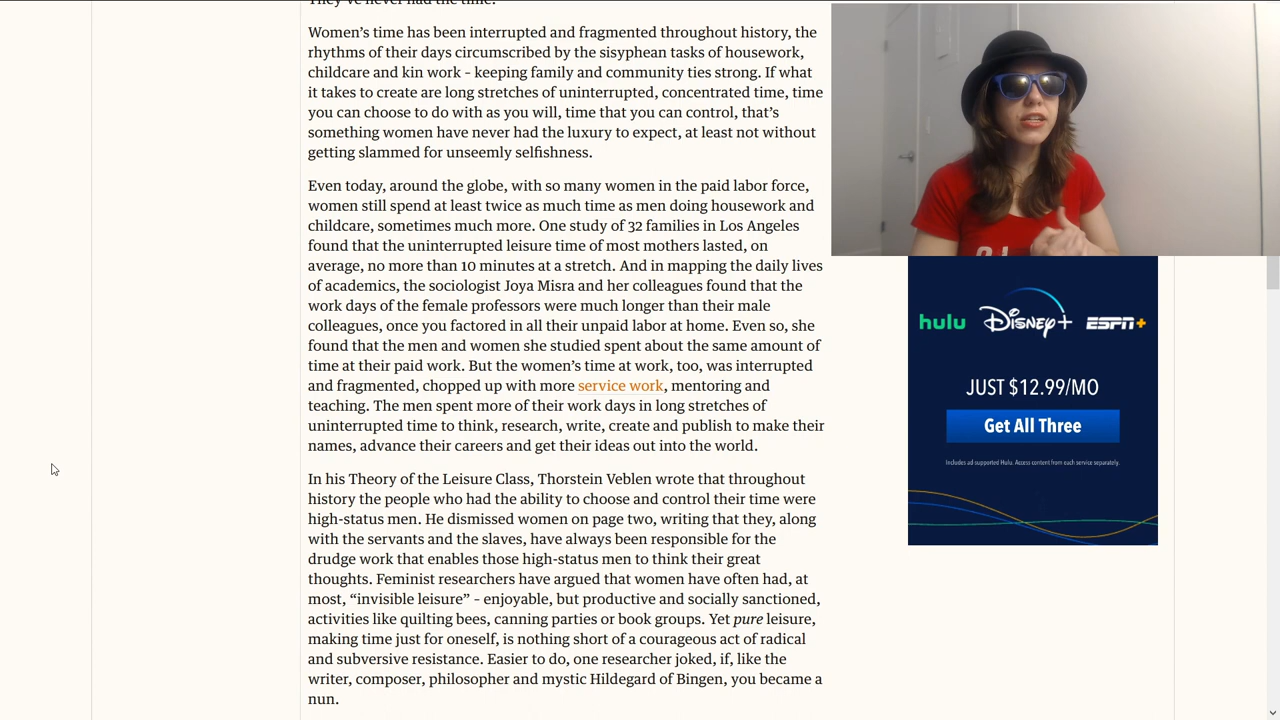 They've never had the time.
Women’s time has been interrupted and fragmented throughout history, the
rhythms of their days circumscribed by the sisyphean tasks of housework,
childcare and kin work – keeping family and community ties strong. If what
it takes to create are long stretches of uninterrupted, concentrated time, time
you can choose to do with as you will, time that you can control, that’s
something women have never had the luxury to expect, at least not without
getting slammed for unseemly selfishness.
Even today, around the globe, with so many women in the paid labor force,
women still spend at least twice as much time as men doing housework and
childcare, sometimes much more. One study of 32 families in Los Angeles
found that the uninterrupted leisure time of most mothers lasted, on
average, no more than 10 minutes at a stretch. And in mapping the daily lives
of academics, the sociologist Joya Misra and her colleagues found that the
work days of the female professors were much longer than their male
colleagues, once you factored in all their unpaid labor at home. Even so, she
found that the men and women she studied spent about the same amount of
time at their paid work. But the women’s time at work, too, was interrupted
and fragmented, chopped up with more service work, mentoring and
teaching. The men spent more of their work days in long stretches of
uninterrupted time to think, research, write, create and publish to make their
names, advance their careers and get their ideas out into the world.
In his Theory of the Leisure Class, Thorstein Veblen wrote that throughout
history the people who had the ability to choose and control their time were
high-status men. He dismissed women on page two, writing that they, along
with the servants and the slaves, have always been responsible for the
drudge work that enables those high-status men to think their great
thoughts. Feminist researchers have argued that women have often had, at
most, “invisible leisure” – enjoyable, but productive and socially sanctioned,
activities like quilting bees, canning parties or book groups. Yet pure leisure,
making time just for oneself, is nothing short of a courageous act of radical
and subversive resistance. Easier to do, one researcher joked, if, like the
writer, composer, philosopher and mystic Hildegard of Bingen, you became a
nun.
hulu Disney+ ESPN+
JUST $12.99/MO
Get All Three
Includes ad supported Hulu. Access content from each service separately.